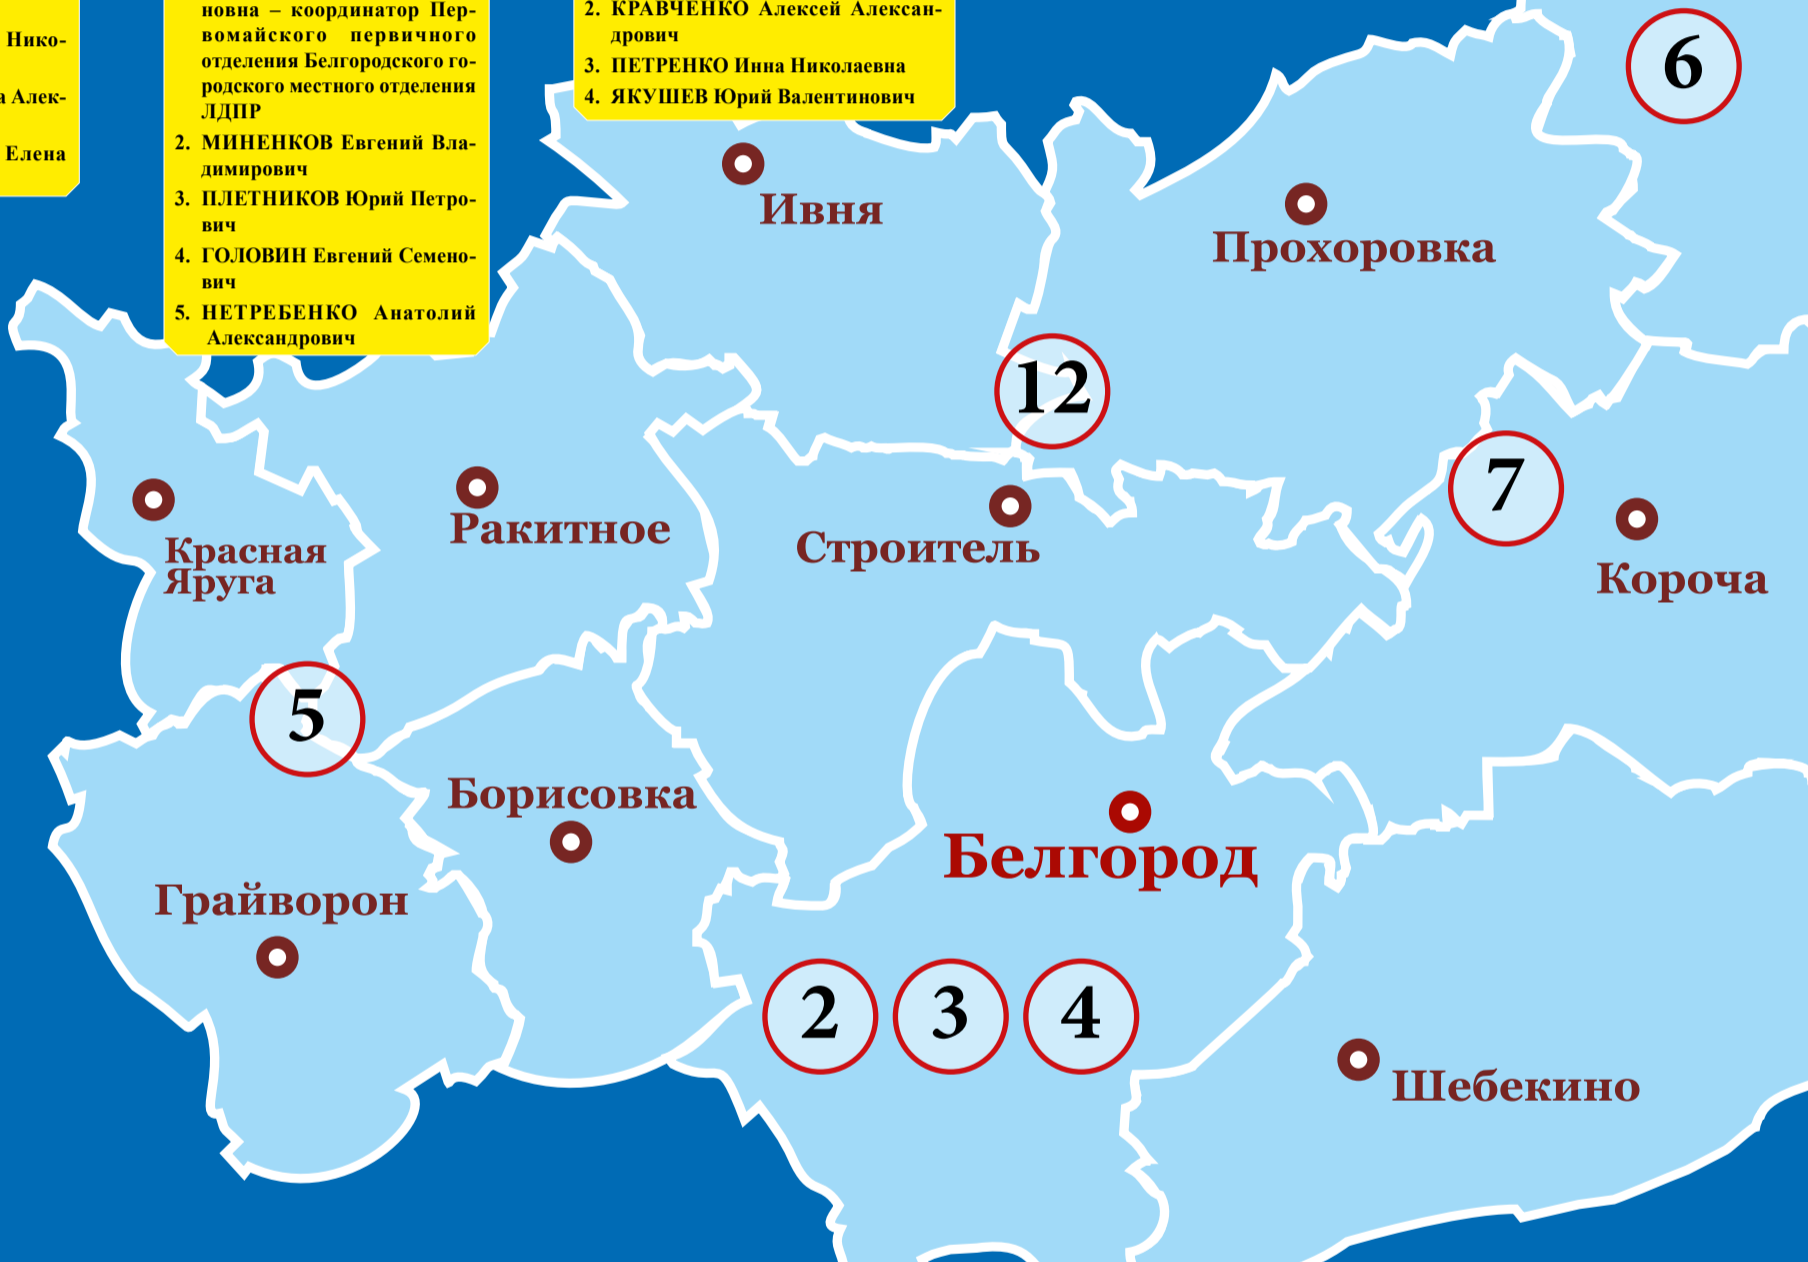 Нико-
а Алек-
Елена
новна – координатор Пер-
вомайского первичного
отделения Белгородского го-
родского местного отделения
ЛДПР
2. МИНЕНКОВ Евгений Вла-
димирович
3. ПЛЕТНИКОВ Юрий Петро-
вич
4. ГОЛОВИН Евгений Семено-
вич
5. НЕТРЕБЕНКО Анатолий
Александрович
2. КРАВЧЕНКО Алексей Алексан-
дрович
3. ПЕТРЕНКО Инна Николаевна
4. ЯКУШЕВ Юрий Валентинович
6
Ивня
Прохоровка
12
7
Ракитное
Строитель
Красная
Яруга
Короча
5
Борисовка
Белгород
Грайворон
2 3 4
Шебекино